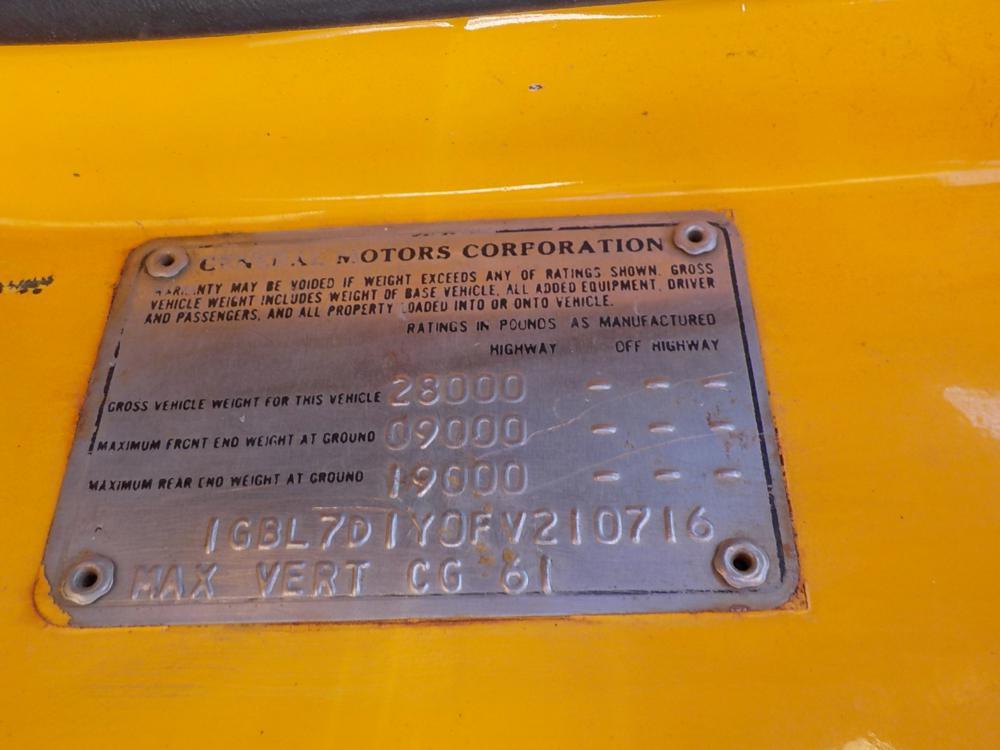 GENERAL MOTORS CORPORATION
WARRANTY MAY BE VOIDED IF WEIGHT EXCEEDS ANY OF RATINGS SHOWN. GROSS
VEHICLE WEIGHT INCLUDES WEIGHT OF BASE VEHICLE, ALL ADDED EQUIPMENT, DRIVER
AND PASSENGERS, AND ALL PROPERTY LOADED INTO OR ONTO VEHICLE.
RATINGS IN POUNDS AS MANUFACTURED
HIGHWAY OFF HIGHWAY
GROSS VEHICLE WEIGHT FOR THIS VEHICLE 28000 - - -
MAXIMUM FRONT END WEIGHT AT GROUND 09000 - - -
MAXIMUM REAR END WEIGHT AT GROUND 19000 - - -
1GBL7D1Y0FV210716
MAX VERT CG 61